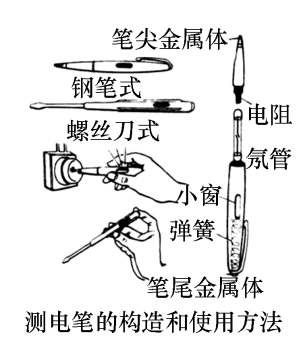 笔尖金属体
钢笔式
电阻
螺丝刀式
氖管
小窗
弹簧
笔尾金属体
测电笔的构造和使用方法